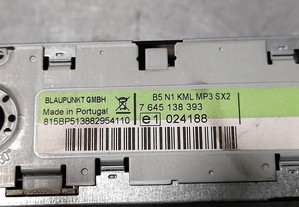 BLAUPUNKT GMBH
B5 N1 KML MP3 SX2
Made in Portugal
7 645 138 393
815BP513882954110
e1 024188